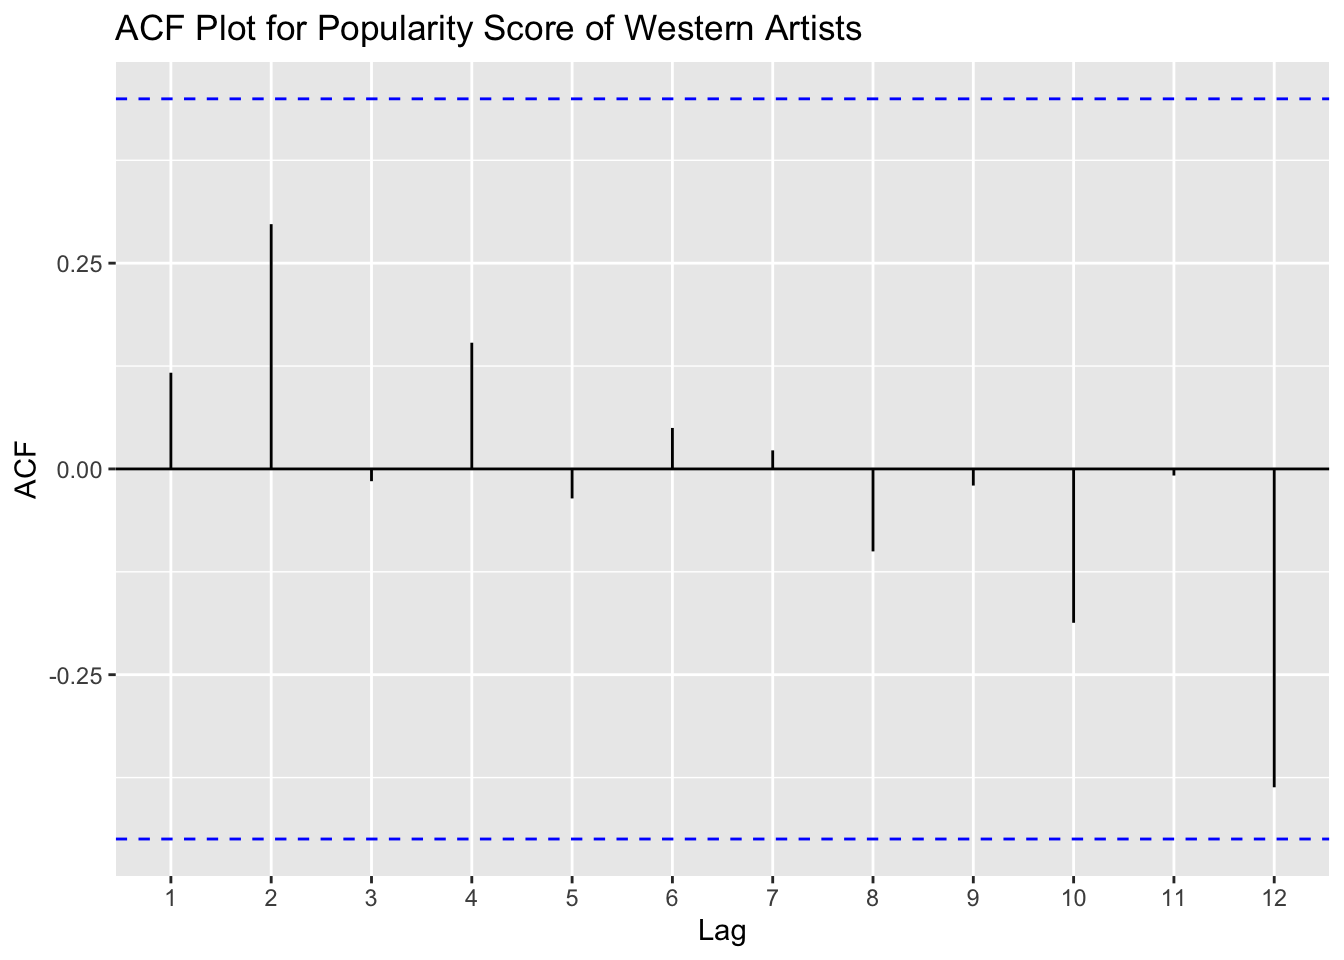 ACF Plot for Popularity Score of Western Artists
ACF
0.25
0.00
-0.25
1 2 3 4 5 6 7 8 9 10 11 12
Lag